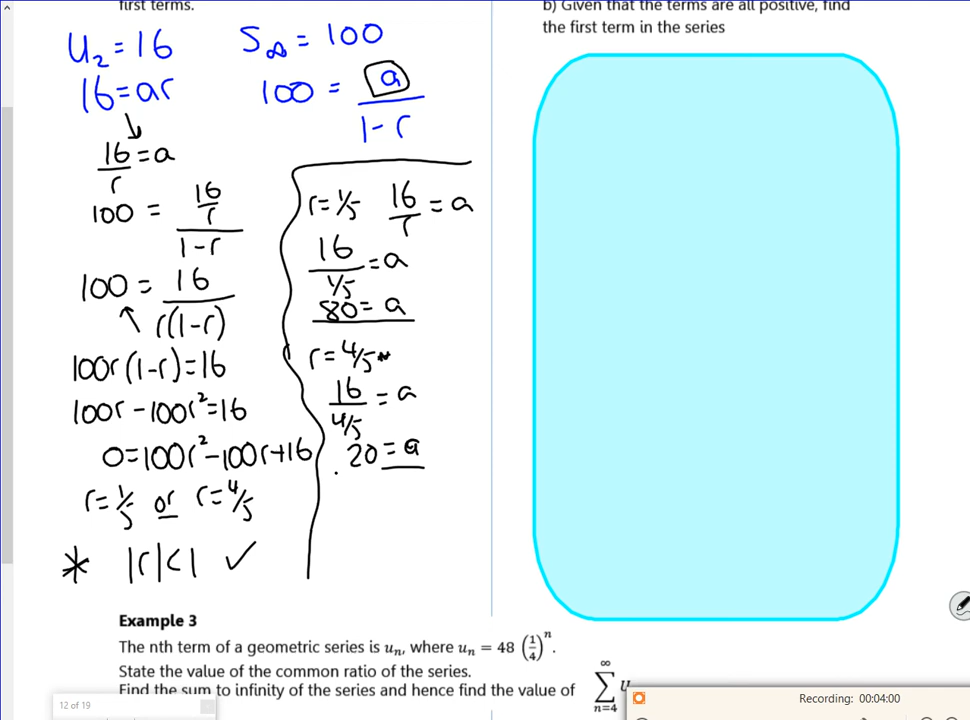 first terms.
U₂ = 16
S∞ = 100
16 = ar
100 = a/(1-r)
16/r = a
100 = (16/r)/(1-r)
100 = 16/(r(1-r))
100r(1-r) = 16
100r - 100r² = 16
0 = 100r² - 100r + 16
r = 1/5 or r = 4/5
* |r| < 1 ✓
r = 1/5 16/r = a
16/(1/5) = a
80 = a
r = 4/5
16/(4/5) = a
20 = a
b) Given that the terms are all positive, find
the first term in the series
Example 3
The nth term of a geometric series is uₙ, where uₙ = 48 (1/4)ⁿ.
State the value of the common ratio of the series.
Find the sum to infinity of the series and hence find the value of ∞ ∑ n=4 u
12 of 19
Recording: 00:04:00